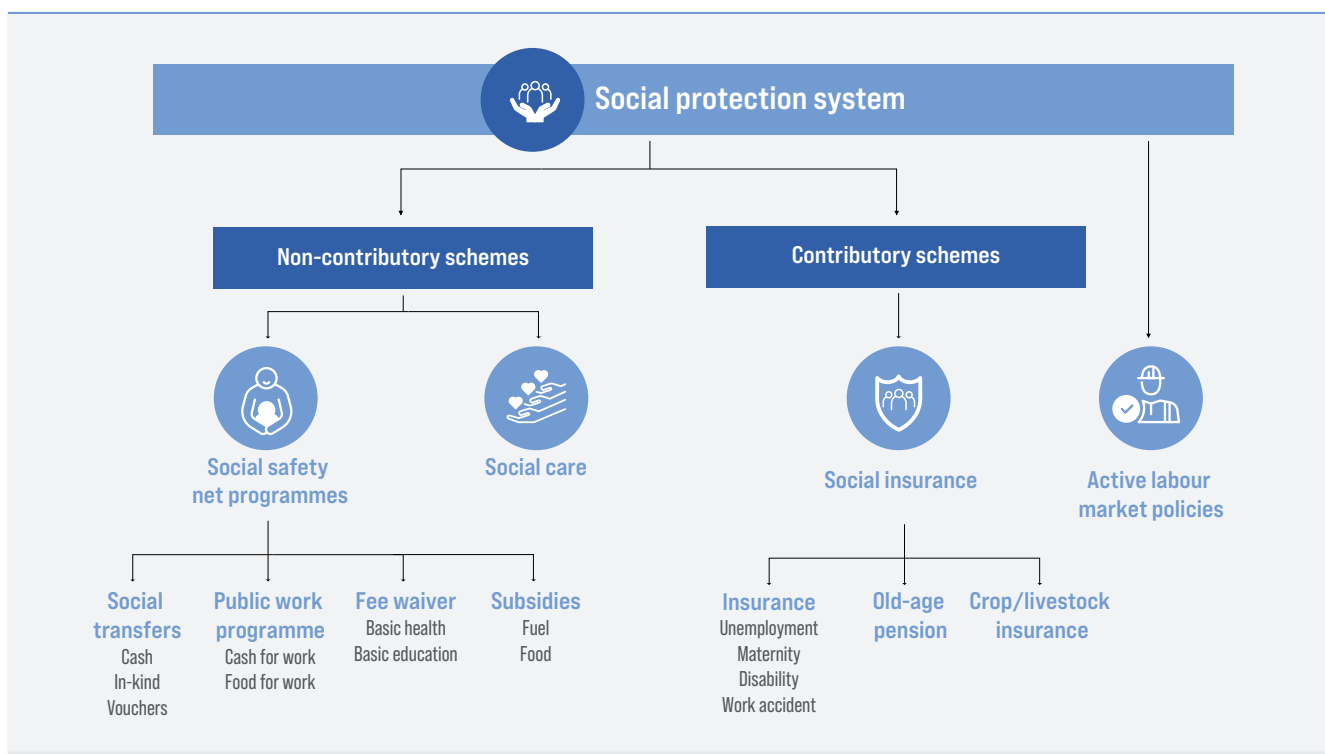 Social protection system
Non-contributory schemes
Contributory schemes
Social safety
net programmes
Social care
Social insurance
Active labour
market policies
Social
transfers
Cash
In-kind
Vouchers
Public work
programme
Cash for work
Food for work
Fee waiver
Basic health
Basic education
Subsidies
Fuel
Food
Insurance
Unemployment
Maternity
Disability
Work accident
Old-age
pension
Crop/livestock
insurance